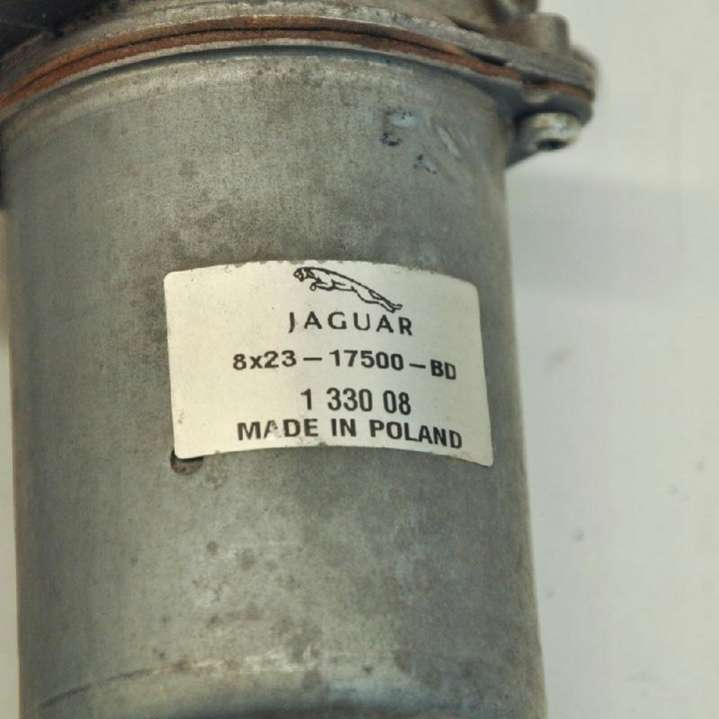 JAGUAR
8x23-17500-BD
1 330 08
MADE IN POLAND